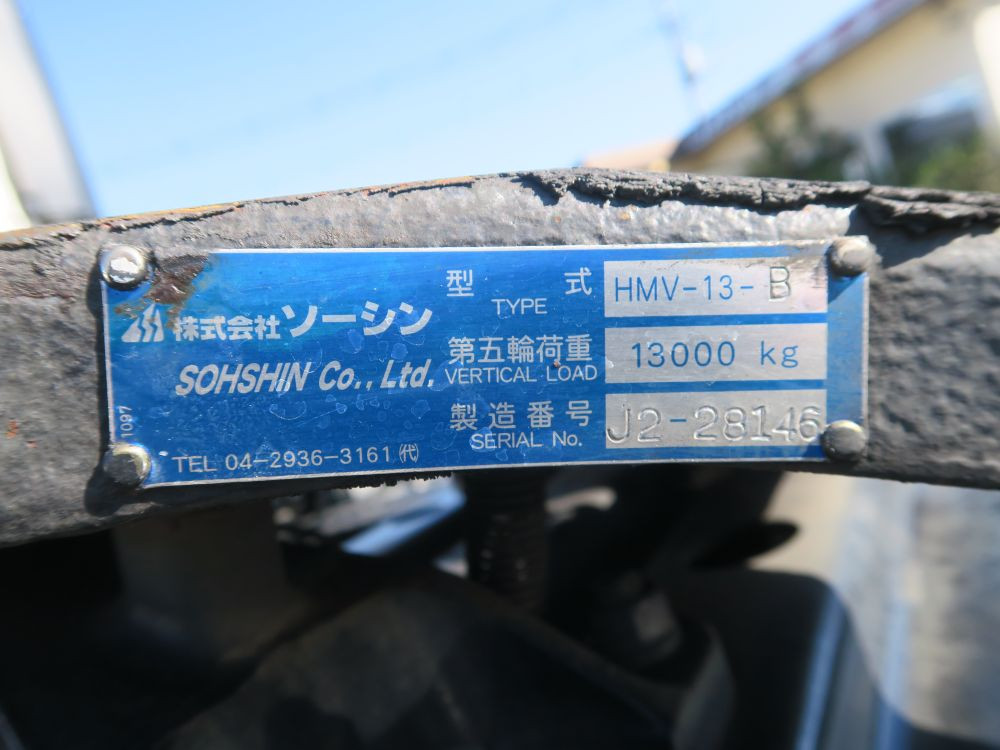 株式会社ソーシン
SOHSHIN Co., Ltd.
1097
TEL 04-2936-3161 ㈹
型 式 HMV-13-B
TYPE
第五輪荷重 13000 kg
VERTICAL LOAD
製造番号 J2-28146
SERIAL No.